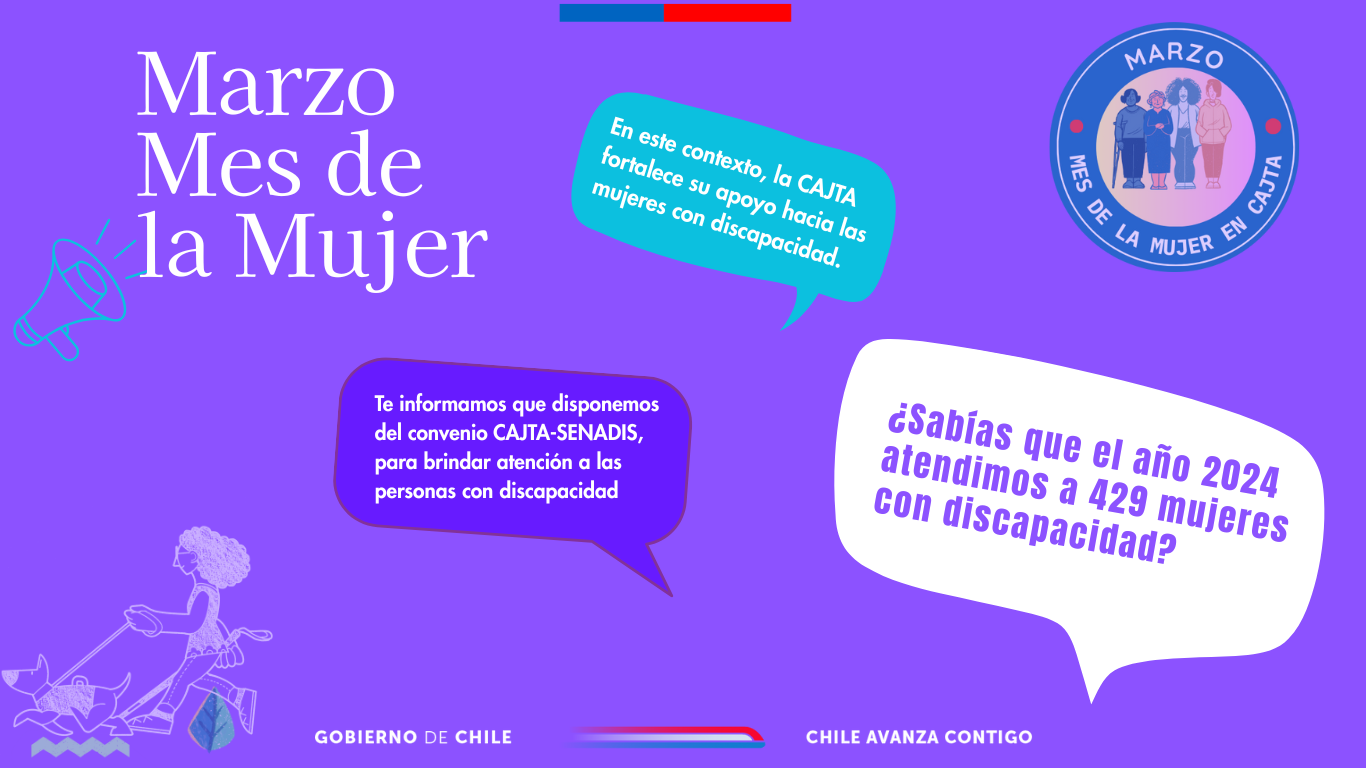 Marzo
Mes de
la Mujer
En este contexto, la CAJTA
fortalece su apoyo hacia las
mujeres con discapacidad.
MARZO
MES DE LA MUJER EN CAJTA
Te informamos que disponemos
del convenio CAJTA-SENADIS,
para brindar atención a las
personas con discapacidad
¿Sabías que el año 2024
atendimos a 429 mujeres
con discapacidad?
GOBIERNO DE CHILE
CHILE AVANZA CONTIGO